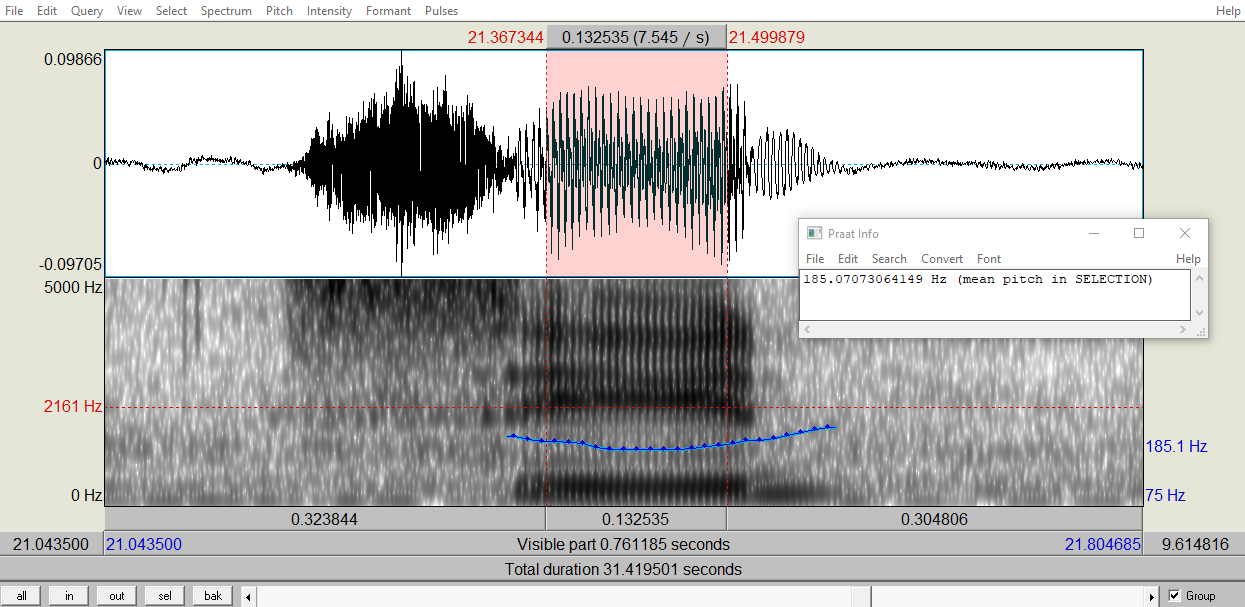 File Edit Query View Select Spectrum Pitch Intensity Formant Pulses Help
21.367344 0.132535 (7.545 / s) 21.499879
0.09866
0
-0.09705
5000 Hz
2161 Hz
0 Hz
185.1 Hz
75 Hz
Praat Info
File Edit Search Convert Font Help
185.07073064149 Hz (mean pitch in SELECTION)
0.323844 0.132535 0.304806
21.043500 21.043500 Visible part 0.761185 seconds 21.804685 9.614816
Total duration 31.419501 seconds
all in out sel bak Group